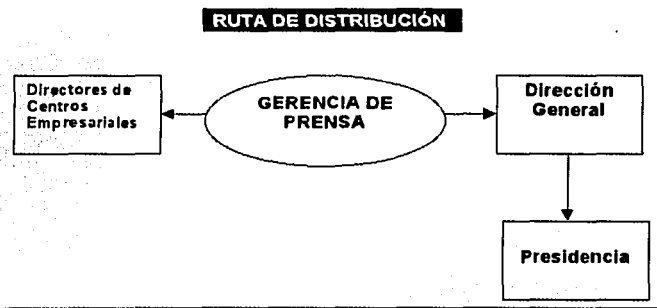 RUTA DE DISTRIBUCIÓN
Directores de
Centros
Empresariales
GERENCIA DE
PRENSA
Dirección
General
Presidencia